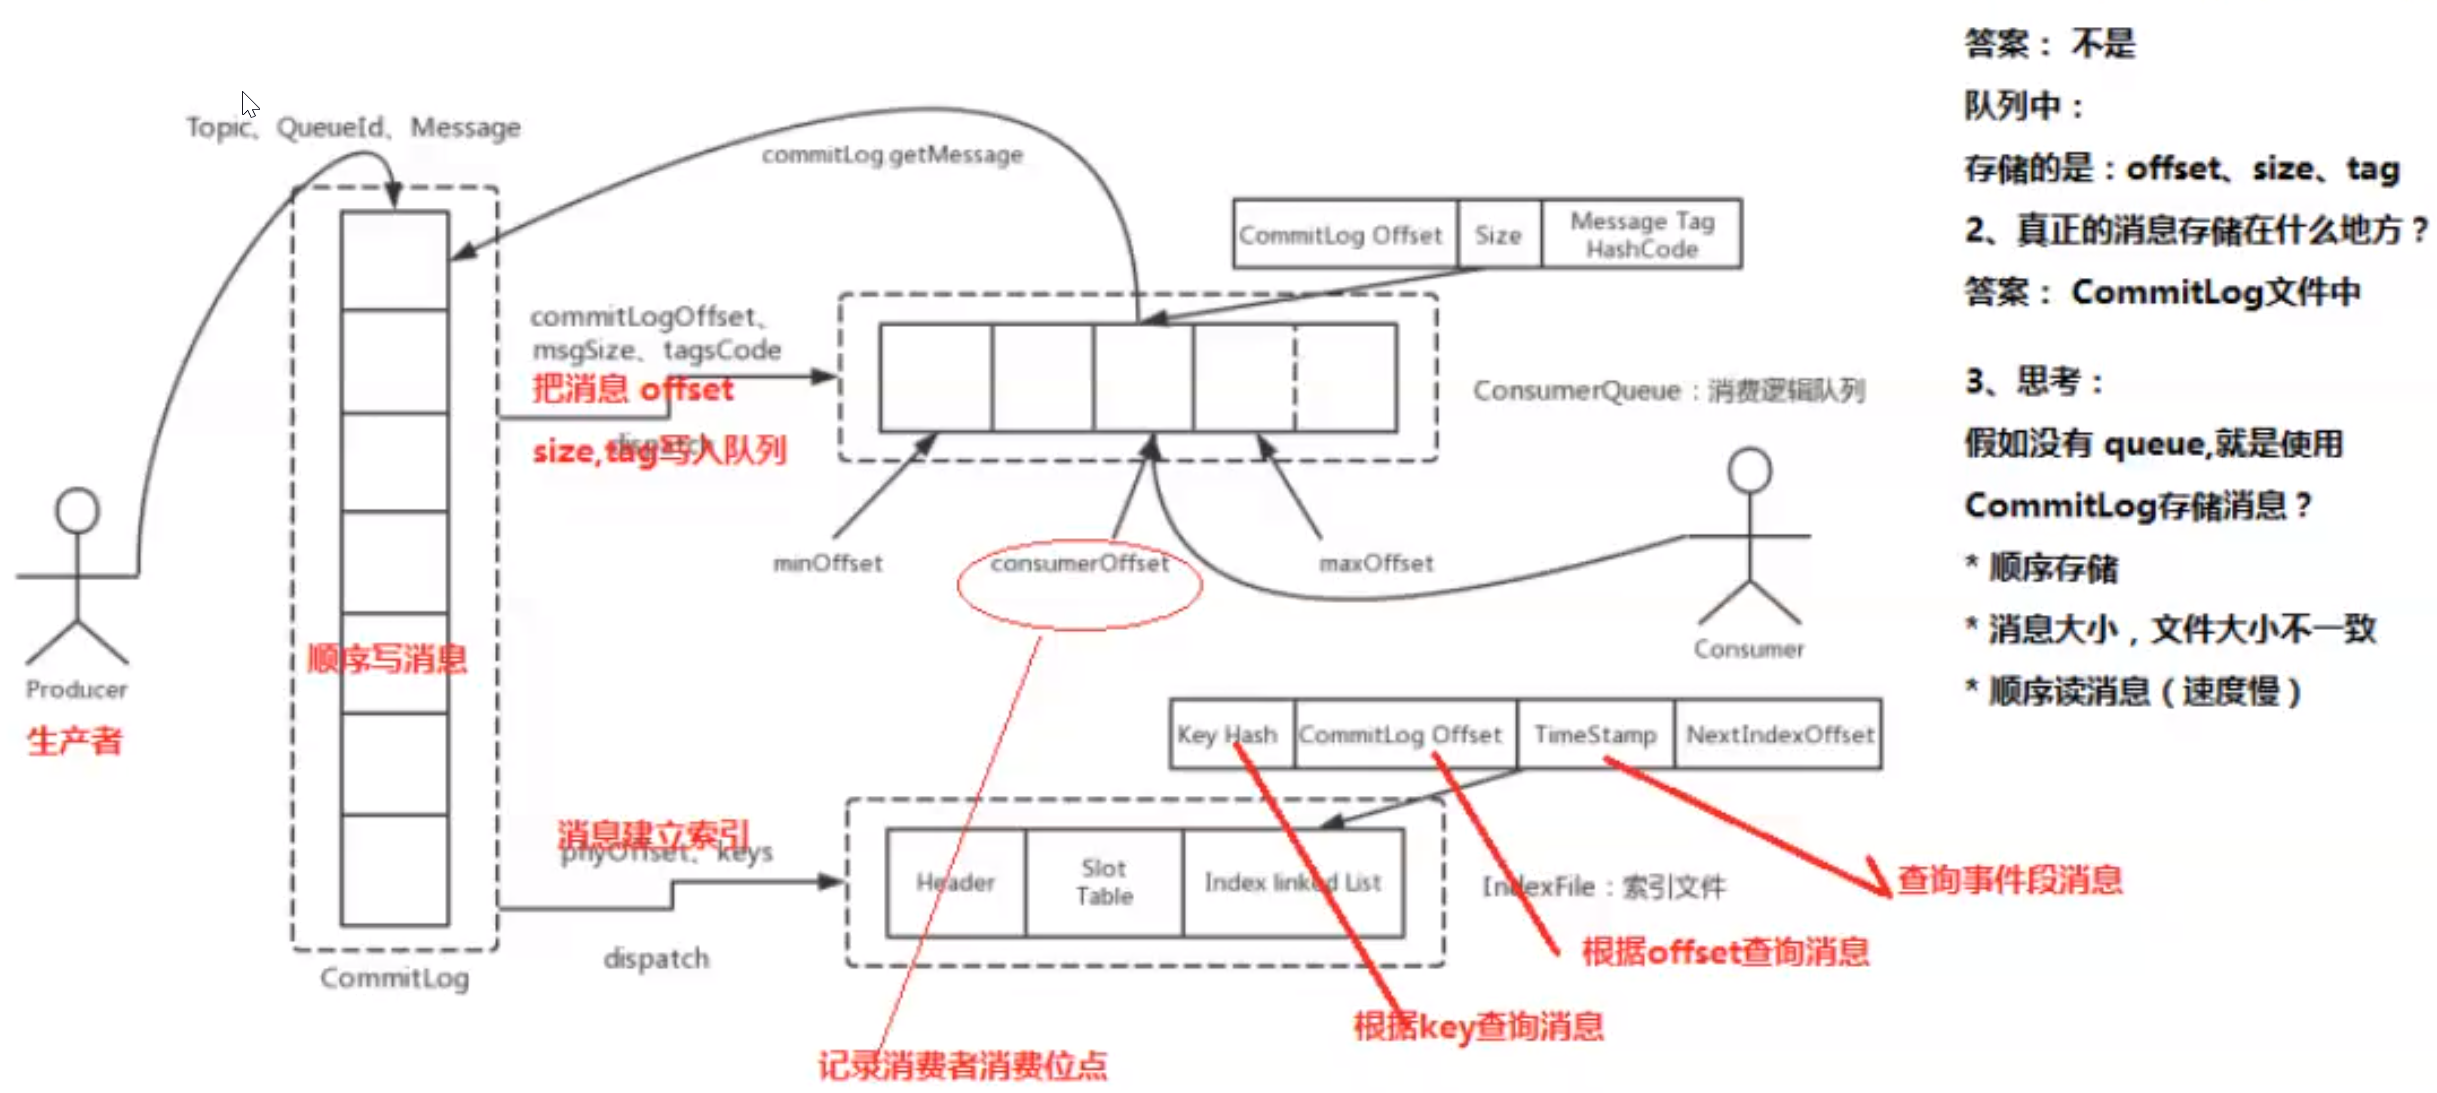 Topic、QueueId、Message
commitLog.getMessage
CommitLog Offset
Size
Message Tag
HashCode
commitLogOffset、
msgSize、tagsCode
把消息 offset
dispatch
size,tag写入队列
ConsumerQueue：消费逻辑队列
minOffset
consumerOffset
maxOffset
Consumer
Producer
生产者
顺序写消息
CommitLog
Key Hash
CommitLog Offset
TimeStamp
NextIndexOffset
消息建立索引
phyOffset、keys
dispatch
Header
Slot
Table
Index linked List
IndexFile：索引文件
查询事件段消息
根据offset查询消息
根据key查询消息
记录消费者消费位点
答案： 不是
队列中：
存储的是：offset、size、tag
2、真正的消息存储在什么地方？
答案： CommitLog文件中
3、思考：
假如没有 queue,就是使用
CommitLog存储消息？
* 顺序存储
* 消息大小，文件大小不一致
* 顺序读消息（速度慢）